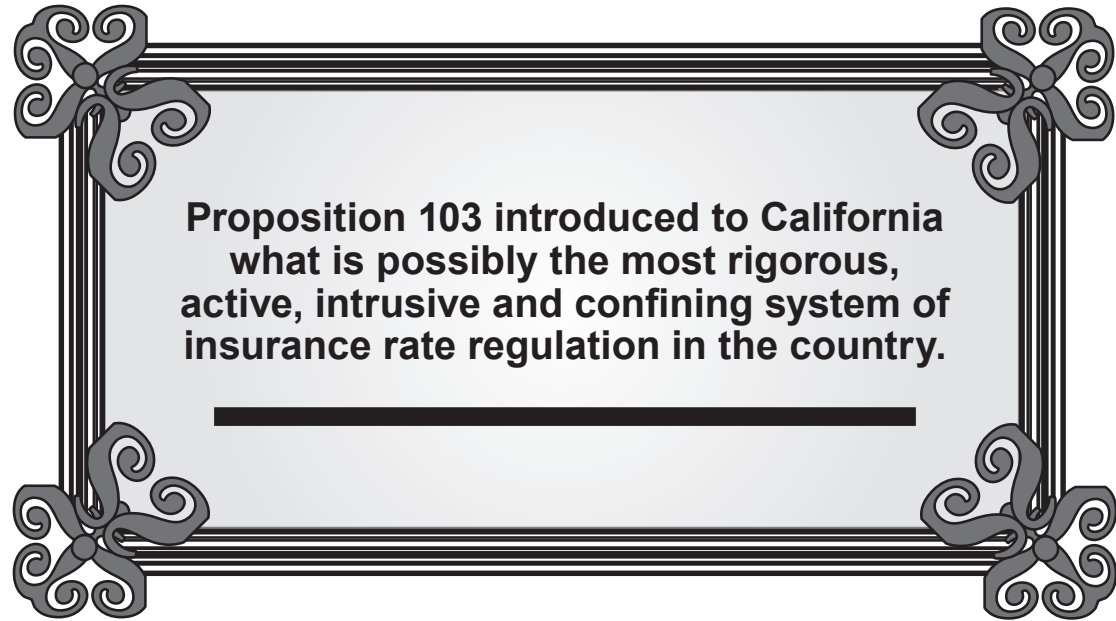 Proposition 103 introduced to California
what is possibly the most rigorous,
active, intrusive and confining system of
insurance rate regulation in the country.